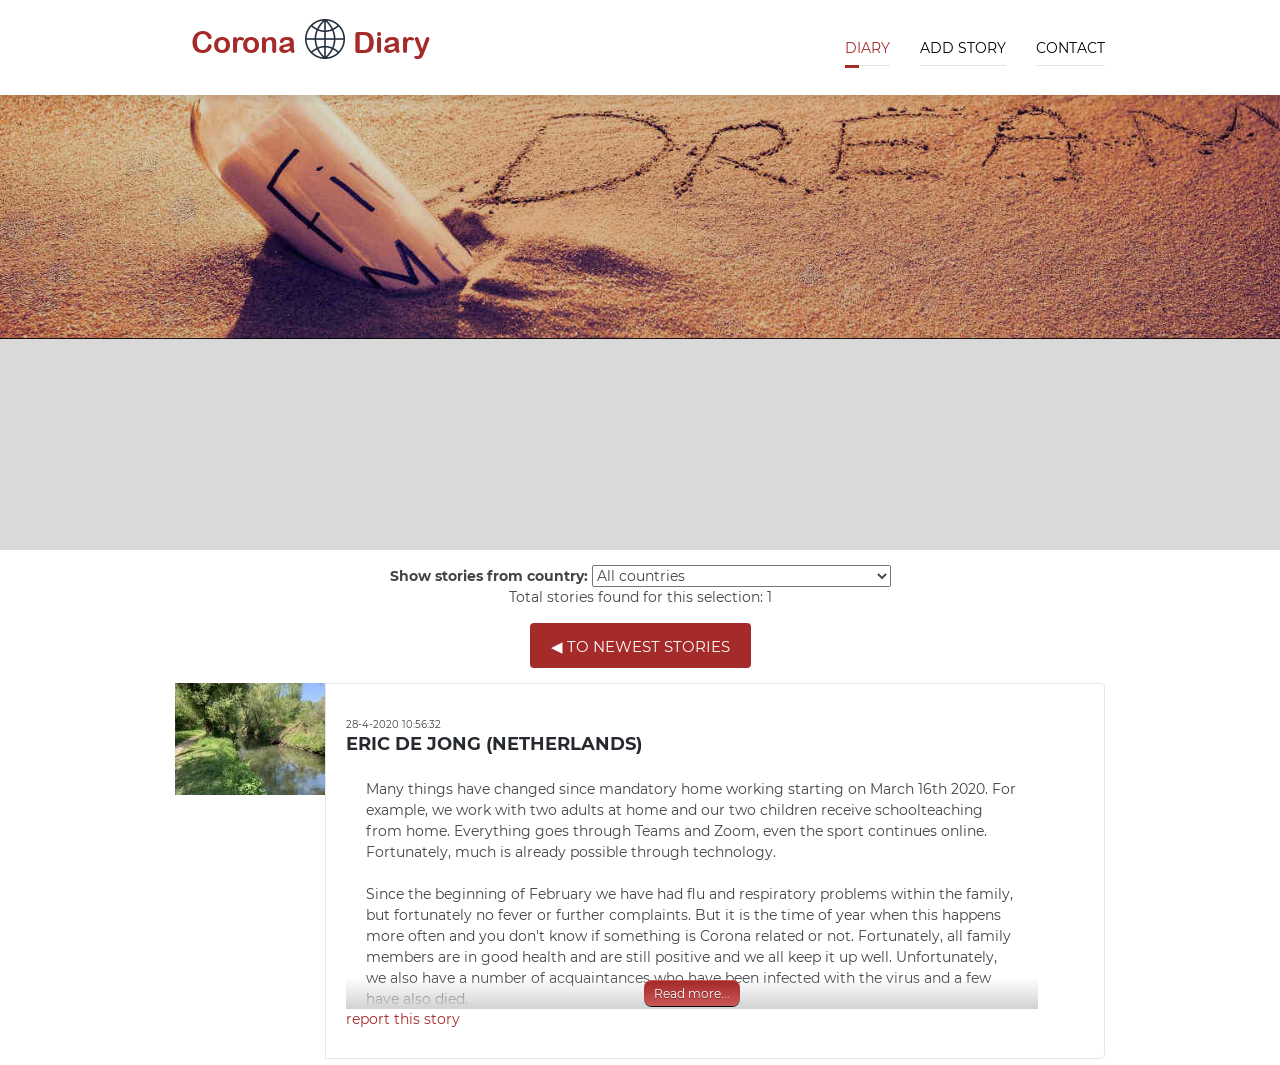 Corona Diary
DIARY ADD STORY CONTACT
DREAM
TIME
Show stories from country: All countries
Total stories found for this selection: 1
◀ TO NEWEST STORIES
28-4-2020 10:56:32
ERIC DE JONG (NETHERLANDS)
Many things have changed since mandatory home working starting on March 16th 2020. For
example, we work with two adults at home and our two children receive schoolteaching
from home. Everything goes through Teams and Zoom, even the sport continues online.
Fortunately, much is already possible through technology.
Since the beginning of February we have had flu and respiratory problems within the family,
but fortunately no fever or further complaints. But it is the time of year when this happens
more often and you don't know if something is Corona related or not. Fortunately, all family
members are in good health and are still positive and we all keep it up well. Unfortunately,
we also have a number of acquaintances who have been infected with the virus and a few
have also died.
Read more...
report this story